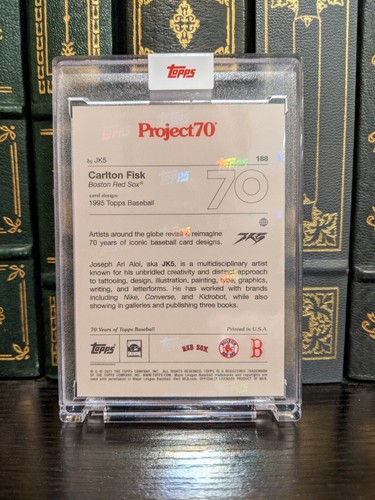 Topps
Project70®
by JK5
188
Carlton Fisk
Boston Red Sox®
70
card design:
1995 Topps Baseball
Artists around the globe revisit & reimagine
70 years of iconic baseball card designs.
JK5
Joseph Ari Aloi, aka JK5, is a multidisciplinary artist
known for his unbridled creativity and distinct approach
to tattooing, design, illustration, painting, type, graphics,
writing, and letterforms. He has worked with brands
including Nike, Converse, and Kidrobot, while also
showing in galleries and publishing three books.
70 Years of Topps Baseball
Printed in U.S.A.
Topps
RED SOX
B